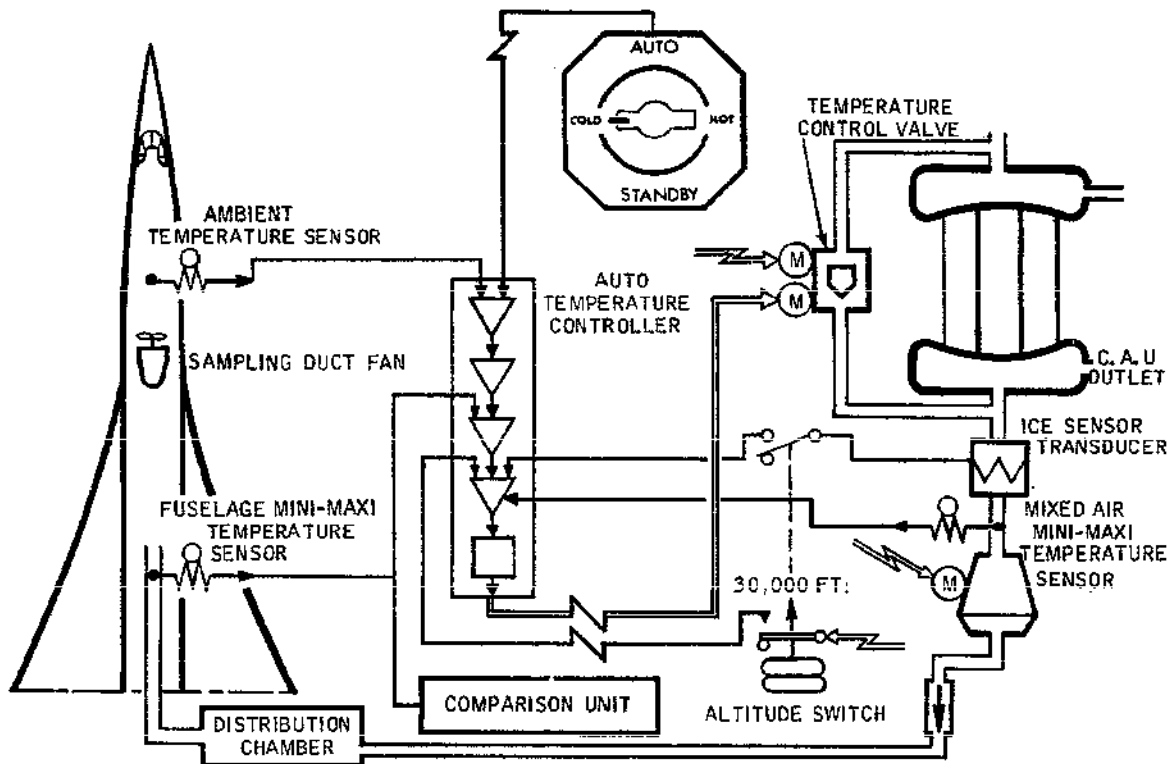 AUTO
COLD
HOT
STANDBY
TEMPERATURE
CONTROL VALVE
AMBIENT
TEMPERATURE SENSOR
M
M
AUTO
TEMPERATURE
CONTROLLER
SAMPLING DUCT FAN
C.A.U
OUTLET
ICE SENSOR
TRANSDUCER
FUSELAGE MINI-MAXI
TEMPERATURE
SENSOR
MIXED AIR
MINI-MAXI
TEMPERATURE
SENSOR
M
30,000 FT.
COMPARISON UNIT
ALTITUDE SWITCH
DISTRIBUTION
CHAMBER